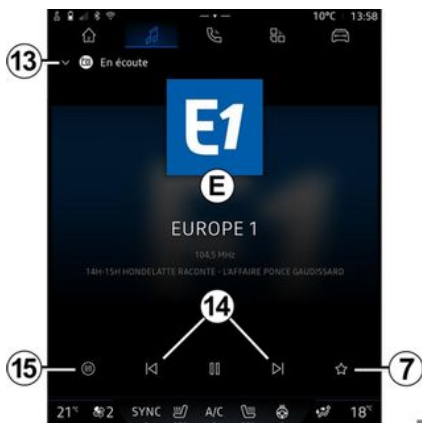 10°C 13:58
13
En écoute
E1
E
EUROPE 1
104,5 MHz
14H-15H HONDELATTE RACONTE - L'AFFAIRE PONCE GAUDISSARD
14
15
7
21°C 2 SYNC A/C 18°C